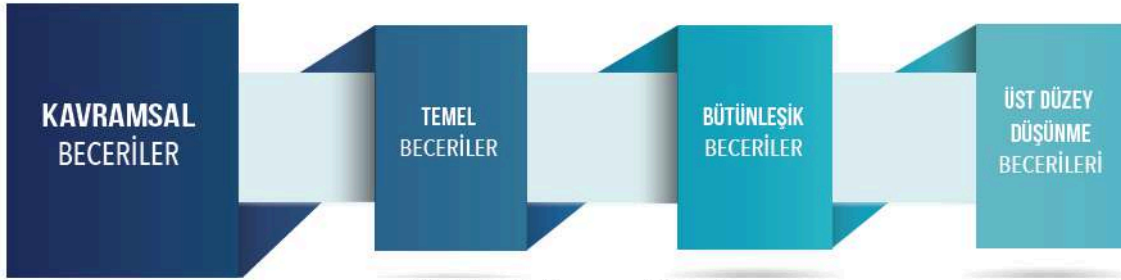 KAVRAMSAL
BECERİLER
TEMEL
BECERİLER
BÜTÜNLEŞİK
BECERİLER
ÜST DÜZEY
DÜŞÜNME
BECERİLERİ